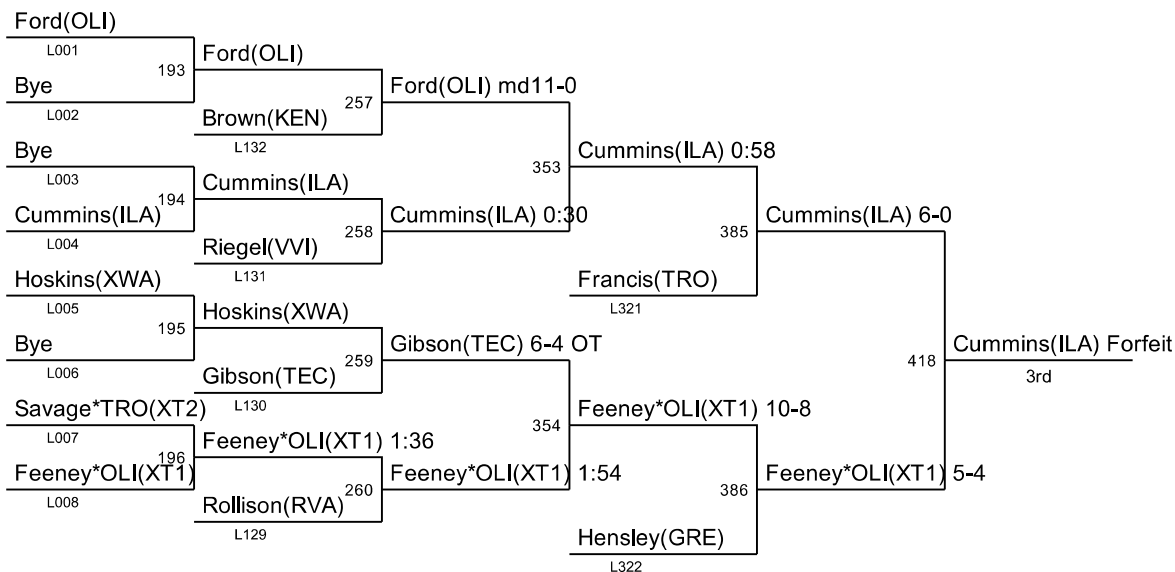 Ford(OLI)
L001
193
Ford(OLI)
Bye
L002
257
Ford(OLI) md11-0
Brown(KEN)
L132
Bye
L003
353
Cummins(ILA) 0:58
194
Cummins(ILA)
Cummins(ILA)
L004
258
Cummins(ILA) 0:30
Riegel(VVI)
L131
385
Cummins(ILA) 6-0
Francis(TRO)
L321
Hoskins(XWA)
L005
195
Hoskins(XWA)
Bye
L006
259
Gibson(TEC) 6-4 OT
Gibson(TEC)
L130
418
Cummins(ILA) Forfeit
3rd
Savage*TRO(XT2)
L007
354
Feeney*OLI(XT1) 10-8
196
Feeney*OLI(XT1) 1:36
Feeney*OLI(XT1)
L008
260
Feeney*OLI(XT1) 1:54
Rollison(RVA)
L129
386
Feeney*OLI(XT1) 5-4
Hensley(GRE)
L322